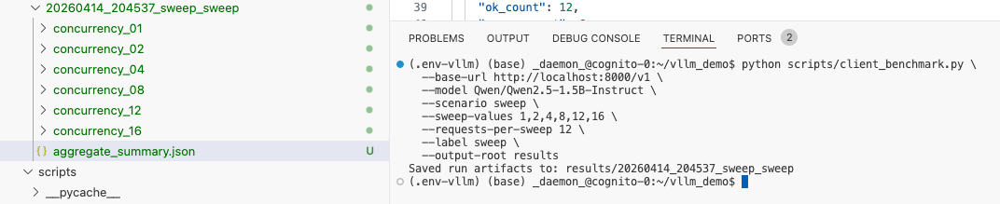 20260414_204537_sweep_sweep
concurrency_01
concurrency_02
concurrency_04
concurrency_08
concurrency_12
concurrency_16
{} aggregate_summary.json U
scripts
__pycache__
39 "ok_count": 12,
PROBLEMS OUTPUT DEBUG CONSOLE TERMINAL PORTS 2
(.env-vllm) (base) _daemon_@cognito-0:~/vllm_demo$ python scripts/client_benchmark.py \
--base-url http://localhost:8000/v1 \
--model Qwen/Qwen2.5-1.5B-Instruct \
--scenario sweep \
--sweep-values 1,2,4,8,12,16 \
--requests-per-sweep 12 \
--label sweep \
--output-root results
Saved run artifacts to: results/20260414_204537_sweep_sweep
(.env-vllm) (base) _daemon_@cognito-0:~/vllm_demo$